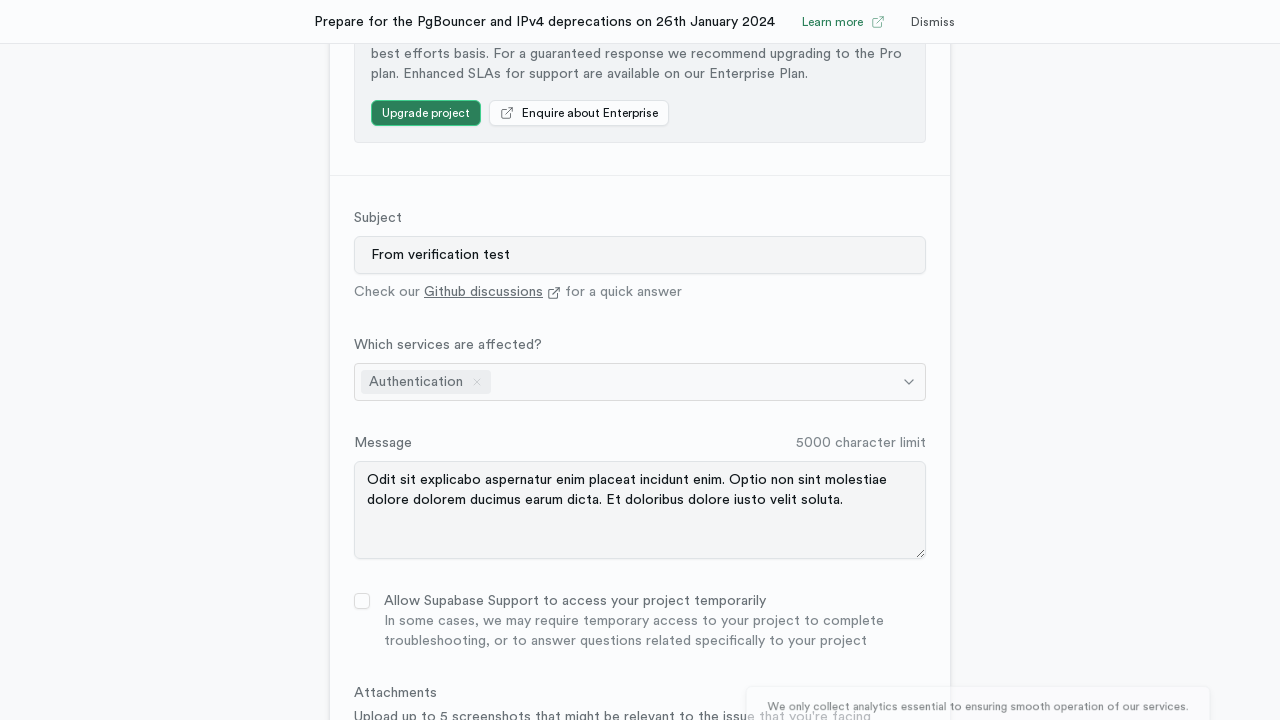 Prepare for the PgBouncer and IPv4 deprecations on 26th January 2024 Learn more Dismiss
best efforts basis. For a guaranteed response we recommend upgrading to the Pro
plan. Enhanced SLAs for support are available on our Enterprise Plan.
Upgrade project Enquire about Enterprise
Subject
From verification test
Check our Github discussions for a quick answer
Which services are affected?
Authentication
Message 5000 character limit
Odit sit explicabo aspernatur enim placeat incidunt enim. Optio non sint molestiae
dolore dolorem ducimus earum dicta. Et doloribus dolore iusto velit soluta.
Allow Supabase Support to access your project temporarily
In some cases, we may require temporary access to your project to complete
troubleshooting, or to answer questions related specifically to your project
Attachments
We only collect analytics essential to ensuring smooth operation of our services.
Upload up to 5 screenshots that might be relevant to the issue that you're facing